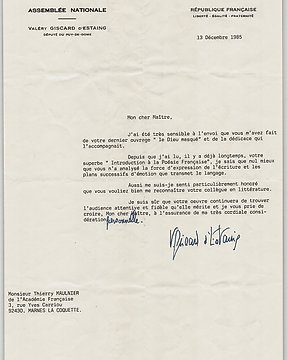 ASSEMBLÉE NATIONALE
RÉPUBLIQUE FRANÇAISE
LIBERTÉ - ÉGALITÉ - FRATERNITÉ
VALÉRY GISCARD D'ESTAING
DÉPUTÉ DU PUY-DE-DOME
13 Décembre 1985
Mon cher Maître,
J'ai été très sensible à l'envoi que vous m'avez fait
de votre dernier ouvrage " le Dieu masqué" et de la dédicace qui
l'accompagnait.
Depuis que j'ai lu, il y a déjà longtemps, votre
superbe " Introduction à la Poésie Française", je sais que nul mieux
que vous n'a analysé la force d'expression de l'Ecriture et les
plans successifs d'émotion que transmet le langage.
Aussi me suis-je senti particulièrement honoré
que vous vouliez bien me reconnaître votre collègue en littérature.
Je suis sûr que votre oeuvre continuera de trouver
l'audience attentive et fidèle qu'elle mérite et je vous prie de
croire, Mon cher Maître, à l'assurance de ma très cordiale consi-
dération personnelle.
V Giscard d'Estaing
Monsieur Thierry MAULNIER
de l'Académie Française
3, rue Yves Carriou
92430. MARNES LA COQUETTE.